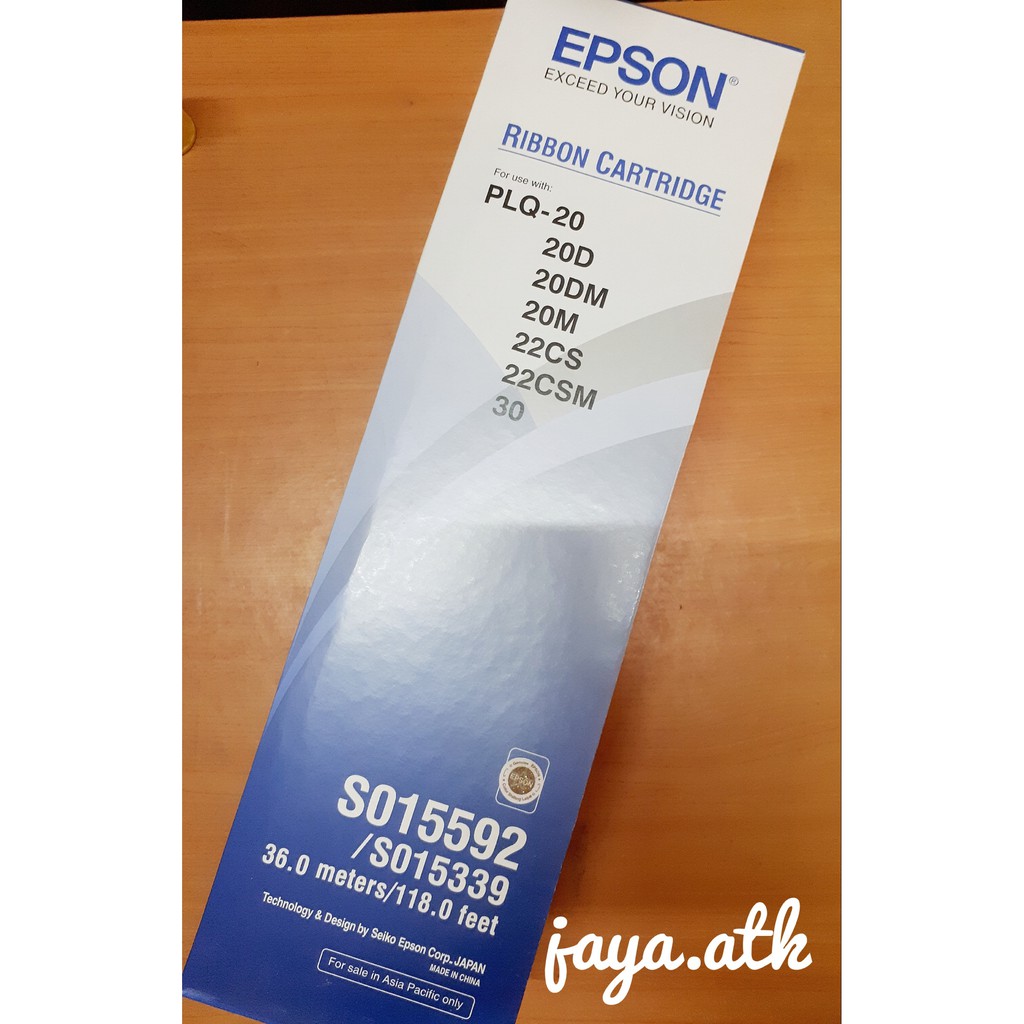 EPSON®
EXCEED YOUR VISION
RIBBON CARTRIDGE
For use with:
PLQ-20
20D
20DM
20M
22CS
22CSM
30
EPSON
S015592
/S015339
36.0 meters/118.0 feet
Technology & Design by Seiko Epson Corp. JAPAN
MADE IN CHINA
For sale in Asia Pacific only
jaya.atk